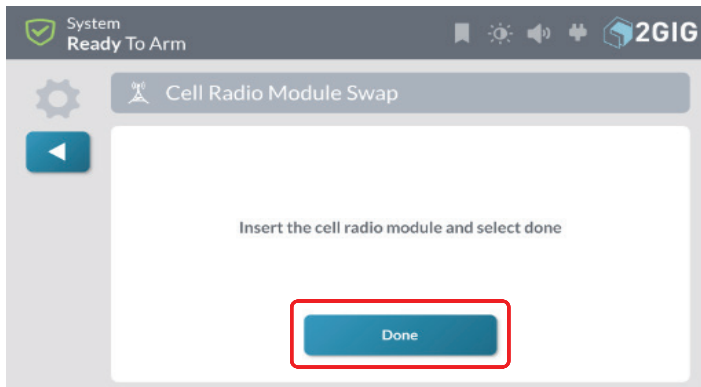 System
Ready To Arm
2GIG
Cell Radio Module Swap
Insert the cell radio module and select done
Done